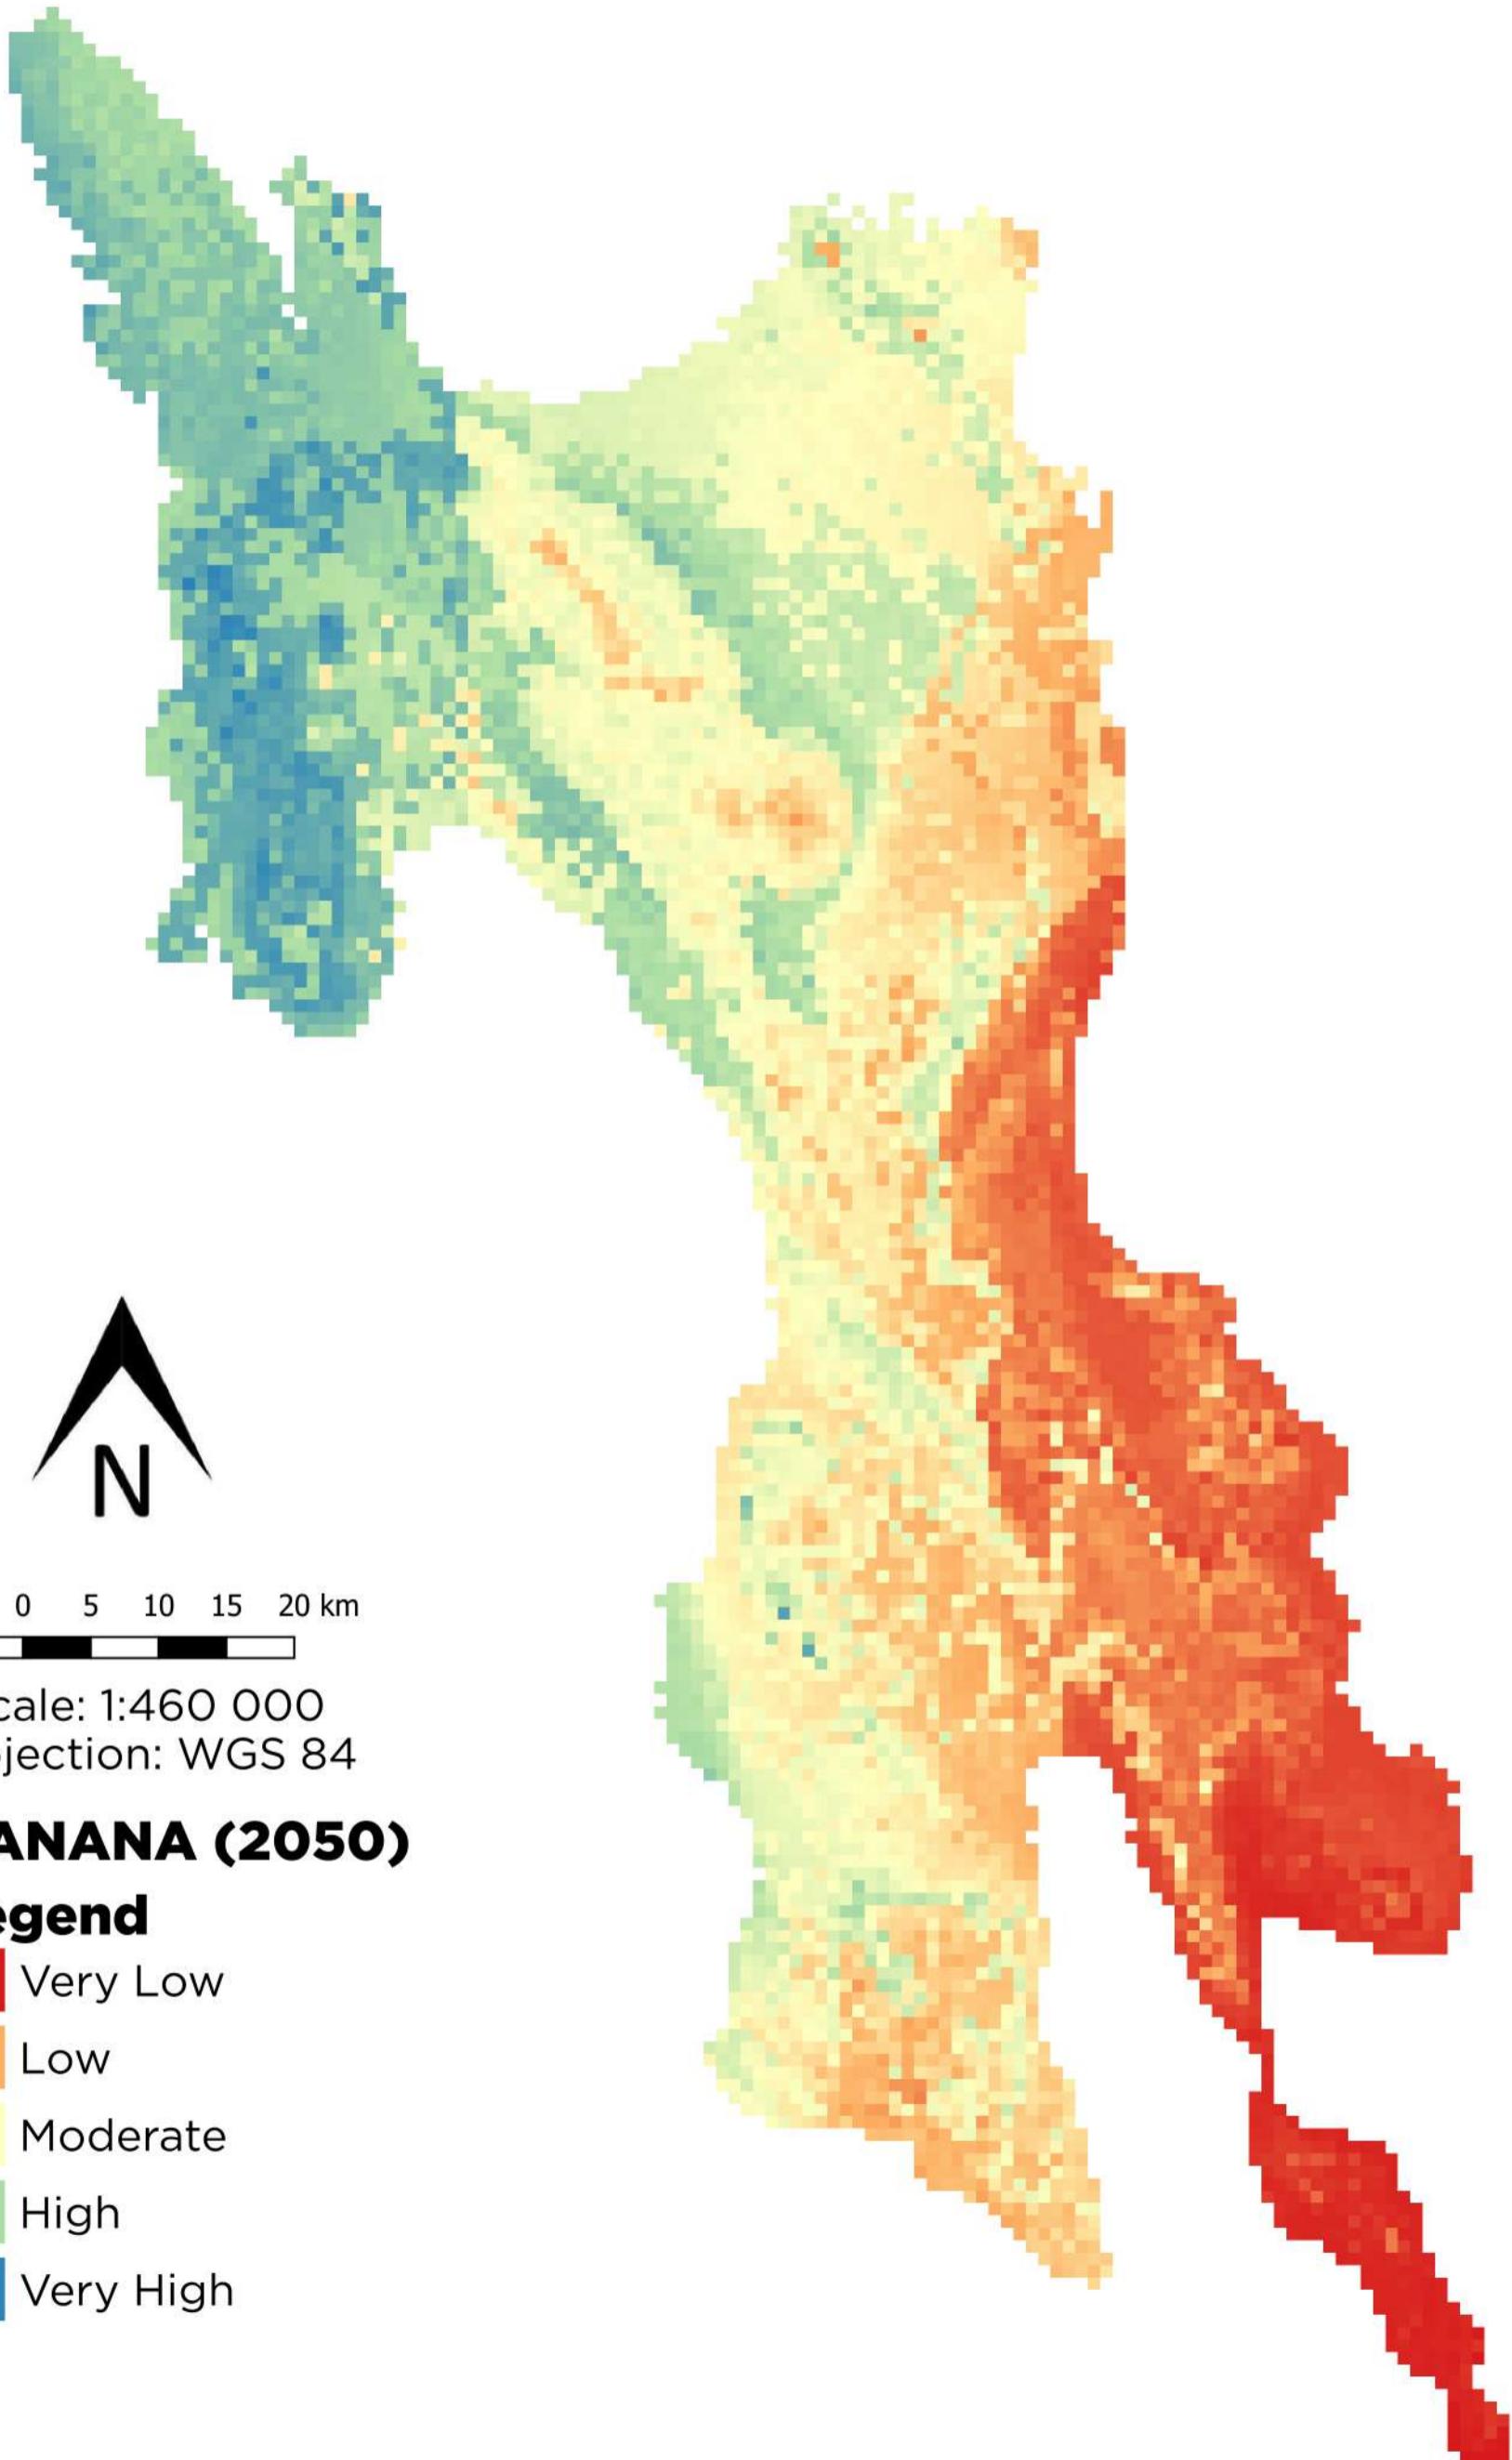 N
0 5 10 15 20 km
cale: 1:460 000
jection: WGS 84
ANANA (2050)
egend
Very Low
Low
Moderate
High
Very High